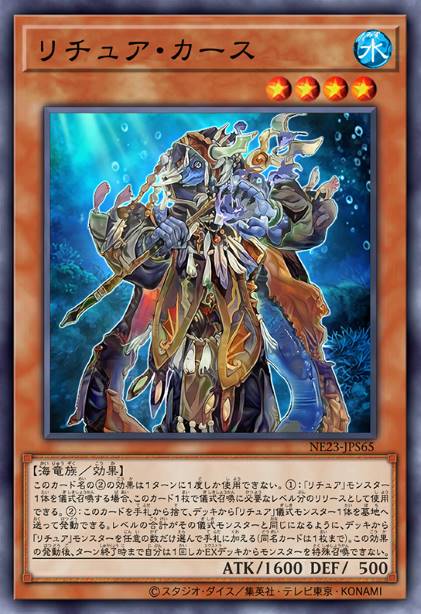 リチュア・カース
水
NE23-JPS65
【海竜族／効果】
このカード名の②の効果は1ターンに1度しか使用できない。①：「リチュア」モンスター
1体を儀式召喚する場合、このカード1枚で儀式召喚に必要なレベル分のリリースとして使用
できる。②：このカードを手札から捨て、デッキから「リチュア」儀式モンスター1体を墓地へ
送って発動できる。レベルの合計がその儀式モンスターと同じになるように、デッキから
「リチュア」モンスターを任意の数だけ選んで手札に加える(同名カードは1枚まで)。この効果
の発動後、ターン終了時まで自分は1回しかEXデッキからモンスターを特殊召喚できない。
ATK/1600 DEF/ 500
©スタジオ・ダイス／集英社・テレビ東京・KONAMI